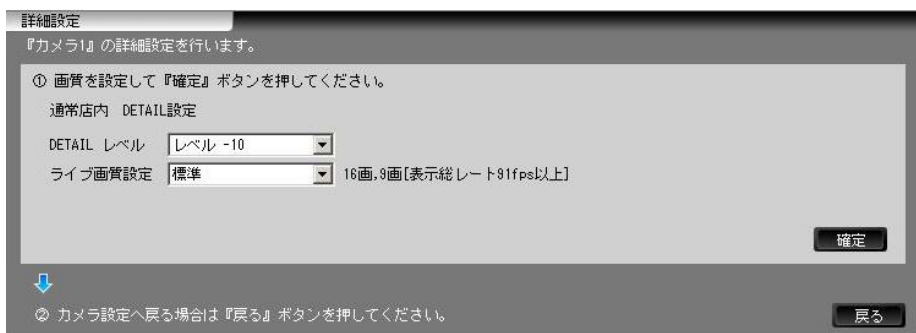 詳細設定
『カメラ1』の詳細設定を行います。
① 画質を設定して『確定』ボタンを押してください。
通常店内 DETAIL設定
DETAIL レベル レベル -10
ライブ画質設定 標準 16画,9画[表示総レート91fps以上]
確定
② カメラ設定へ戻る場合は『戻る』ボタンを押してください。
戻る